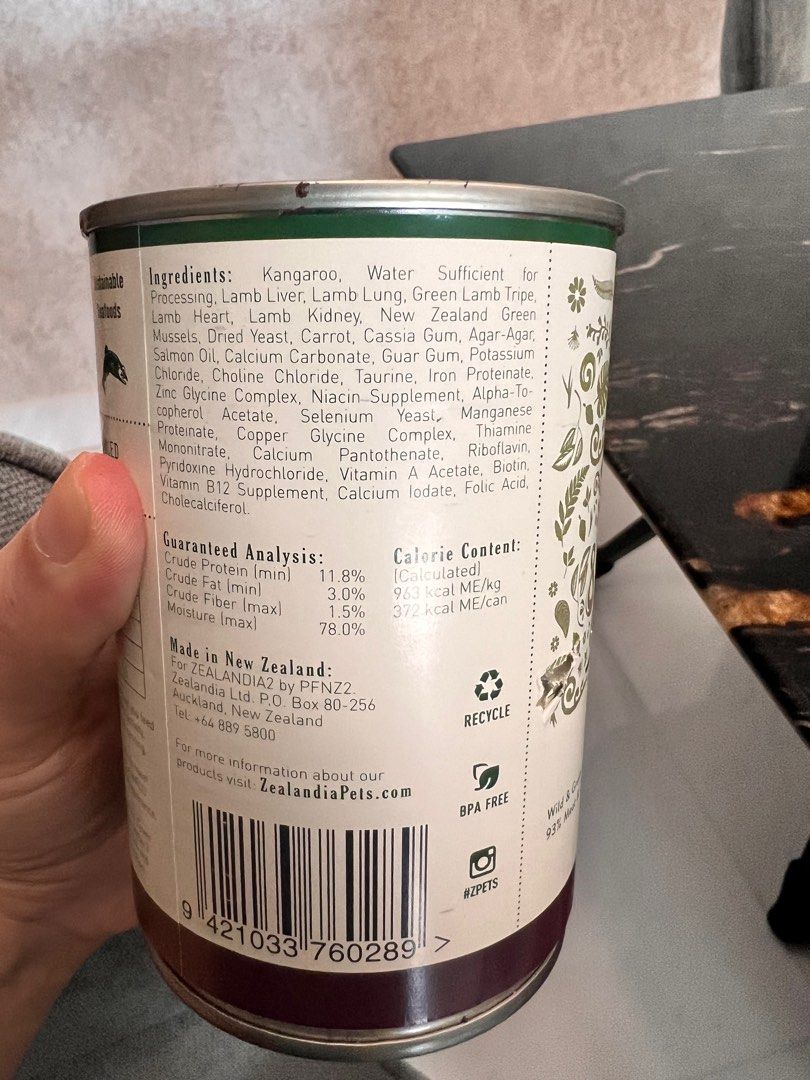 Ingredients: Kangaroo, Water Sufficient for
Processing, Lamb Liver, Lamb Lung, Green Lamb Tripe,
Lamb Heart, Lamb Kidney, New Zealand Green
Mussels, Dried Yeast, Carrot, Cassia Gum, Agar-Agar,
Salmon Oil, Calcium Carbonate, Guar Gum, Potassium
Chloride, Choline Chloride, Taurine, Iron Proteinate,
Zinc Glycine Complex, Niacin Supplement, Alpha-To-
copherol Acetate, Selenium Yeast, Manganese
Proteinate, Copper Glycine Complex, Thiamine
Mononitrate, Calcium Pantothenate, Riboflavin,
Pyridoxine Hydrochloride, Vitamin A Acetate, Biotin,
Vitamin B12 Supplement, Calcium Iodate, Folic Acid,
Cholecalciferol.
Guaranteed Analysis:
Crude Protein (min) 11.8%
Crude Fat (min) 3.0%
Crude Fiber (max) 1.5%
Moisture (max) 78.0%
Calorie Content:
(Calculated)
963 kcal ME/kg
372 kcal ME/can
Made in New Zealand:
For ZEALANDIA2 by PFNZ2.
Zealandia Ltd. P.O. Box 80-256
Auckland, New Zealand
Tel: +64 889 5800
For more information about our
products visit: ZealandiaPets.com
RECYCLE
BPA FREE
#ZPETS
9 421033 760289 >
Wild &
93%